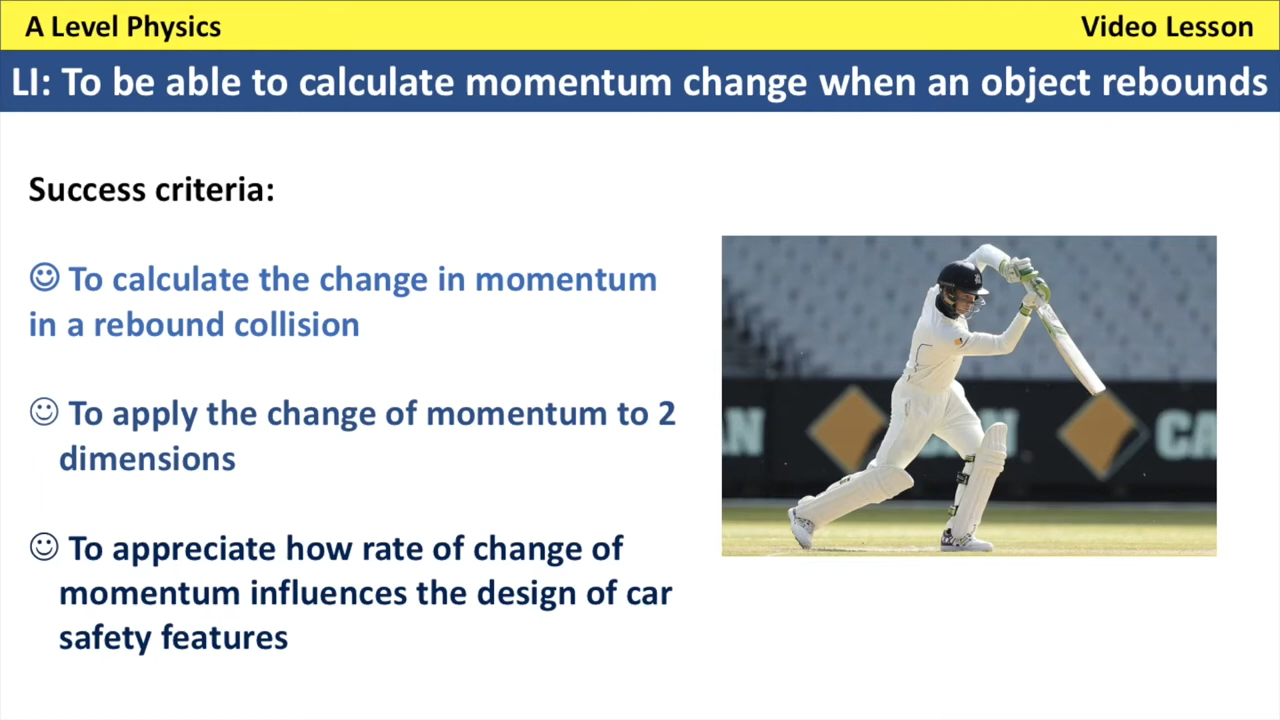 A Level Physics
Video Lesson
LI: To be able to calculate momentum change when an object rebounds
Success criteria:
☺ To calculate the change in momentum
in a rebound collision
☺ To apply the change of momentum to 2
dimensions
☺ To appreciate how rate of change of
momentum influences the design of car
safety features